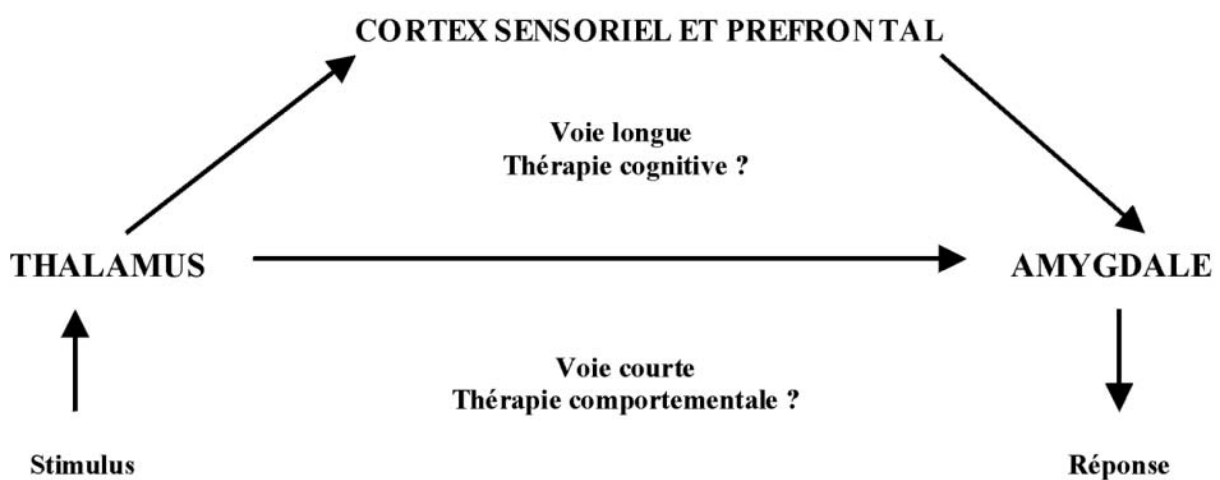 CORTEX SENSORIEL ET PREFRONTAL
Voie longue
Thérapie cognitive ?
THALAMUS
AMYGDALE
Voie courte
Thérapie comportementale ?
Stimulus
Réponse